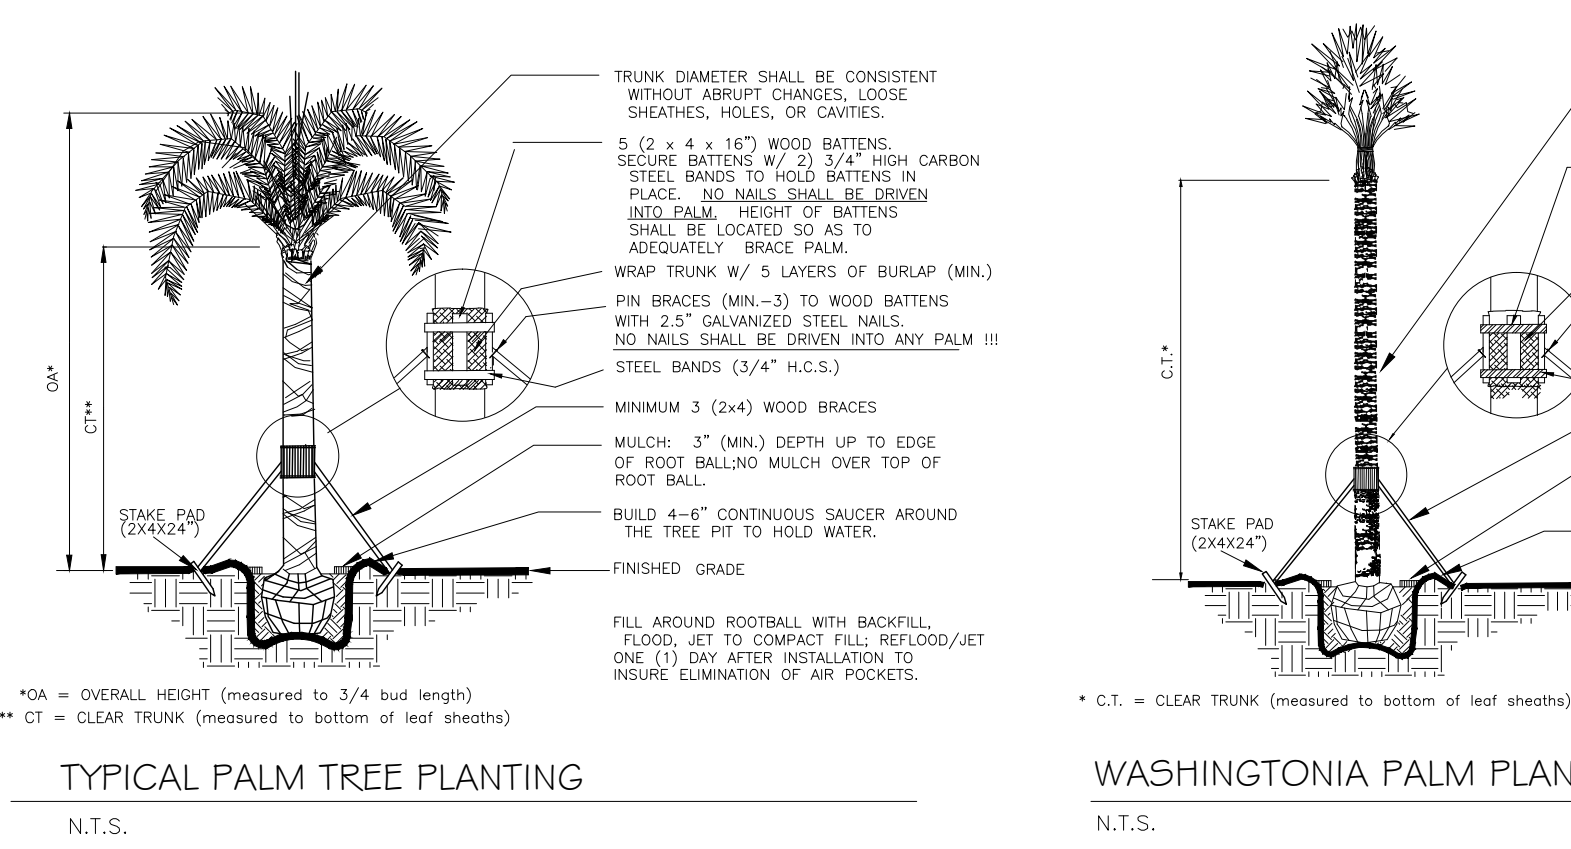 TRUNK DIAMETER SHALL BE CONSISTENT
WITHOUT ABRUPT CHANGES, LOOSE
SHEATHES, HOLES, OR CAVITIES.
5 (2 x 4 x 16") WOOD BATTENS.
SECURE BATTENS W/ 2) 3/4" HIGH CARBON
STEEL BANDS TO HOLD BATTENS IN
PLACE. NO NAILS SHALL BE DRIVEN
INTO PALM. HEIGHT OF BATTENS
SHALL BE LOCATED SO AS TO
ADEQUATELY BRACE PALM.
WRAP TRUNK W/ 5 LAYERS OF BURLAP (MIN.)
PIN BRACES (MIN.-3) TO WOOD BATTENS
WITH 2.5" GALVANIZED STEEL NAILS.
NO NAILS SHALL BE DRIVEN INTO ANY PALM !!!
STEEL BANDS (3/4" H.C.S.)
MINIMUM 3 (2x4) WOOD BRACES
MULCH: 3" (MIN.) DEPTH UP TO EDGE
OF ROOT BALL;NO MULCH OVER TOP OF
ROOT BALL.
BUILD 4-6" CONTINUOUS SAUCER AROUND
THE TREE PIT TO HOLD WATER.
FINISHED GRADE
FILL AROUND ROOTBALL WITH BACKFILL,
FLOOD, JET TO COMPACT FILL; REFLOOD/JET
ONE (1) DAY AFTER INSTALLATION TO
INSURE ELIMINATION OF AIR POCKETS.
OA*
CT**
STAKE PAD
(2X4X24")
*OA = OVERALL HEIGHT (measured to 3/4 bud length)
** CT = CLEAR TRUNK (measured to bottom of leaf sheaths)
TYPICAL PALM TREE PLANTING
N.T.S.
C.T.*
STAKE PAD
(2X4X24")
* C.T. = CLEAR TRUNK (measured to bottom of leaf sheaths)
WASHINGTONIA PALM PLAN
N.T.S.